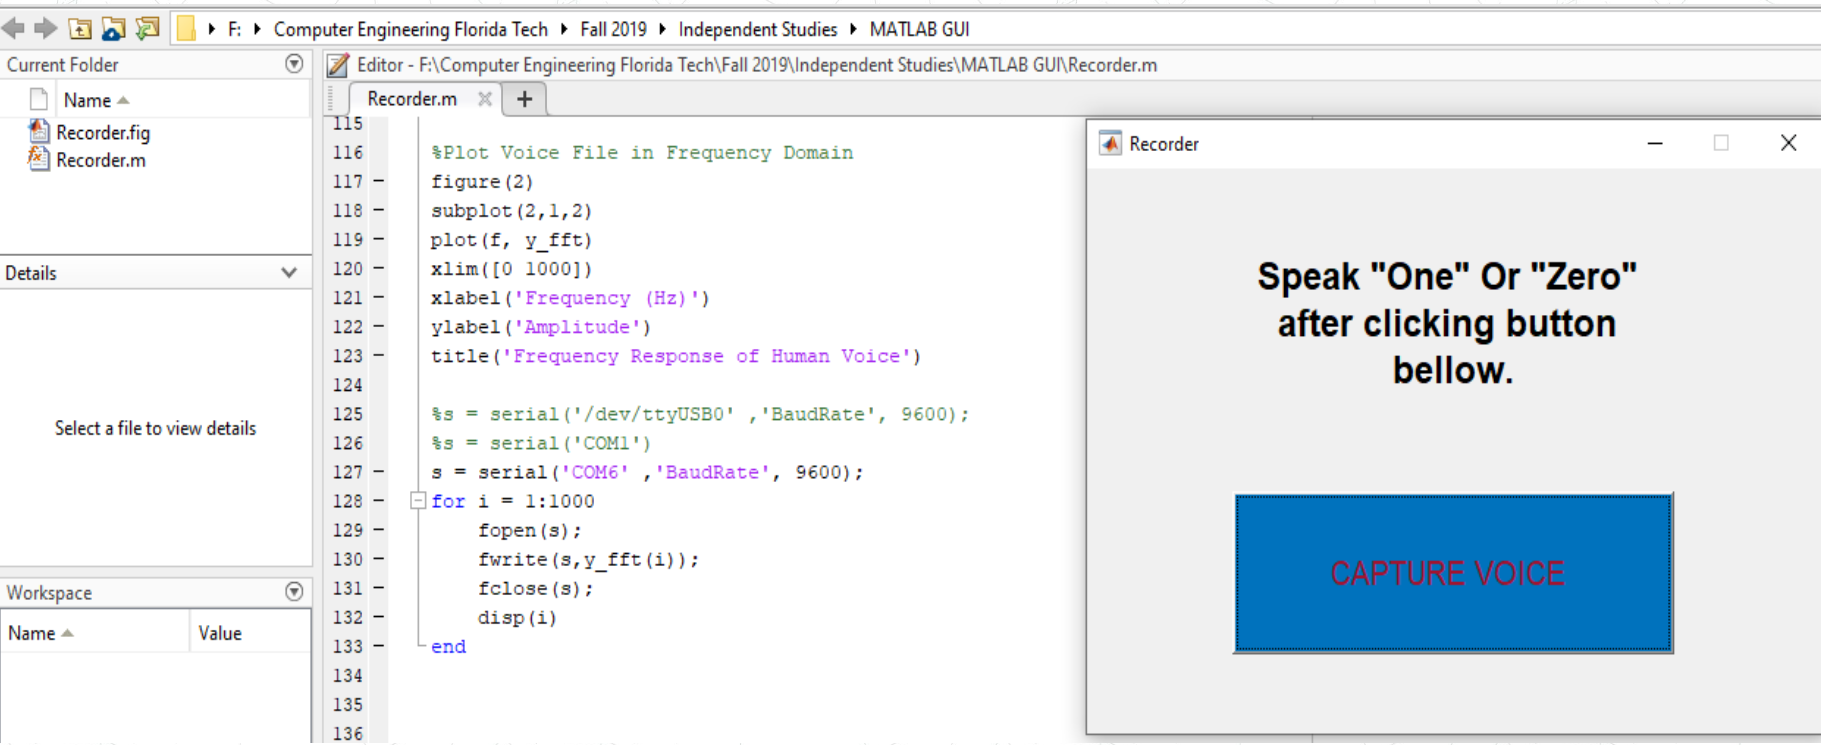 F: Computer Engineering Florida Tech Fall 2019 Independent Studies MATLAB GUI
Current Folder
Name
Recorder.fig
Recorder.m
Details
Select a file to view details
Workspace
Name Value
Editor - F:\Computer Engineering Florida Tech\Fall 2019\Independent Studies\MATLAB GUI\Recorder.m
Recorder.m
115
116 %Plot Voice File in Frequency Domain
117 figure(2)
118 subplot(2,1,2)
119 plot(f, y_fft)
120 xlim([0 1000])
121 xlabel('Frequency (Hz)')
122 ylabel('Amplitude')
123 title('Frequency Response of Human Voice')
124
125 %s = serial('/dev/ttyUSB0' ,'BaudRate', 9600);
126 %s = serial('COM1')
127 s = serial('COM6' ,'BaudRate', 9600);
128 for i = 1:1000
129 fopen(s);
130 fwrite(s,y_fft(i));
131 fclose(s);
132 disp(i)
133 end
134
135
136
Recorder
Speak "One" Or "Zero"
after clicking button
bellow.
CAPTURE VOICE